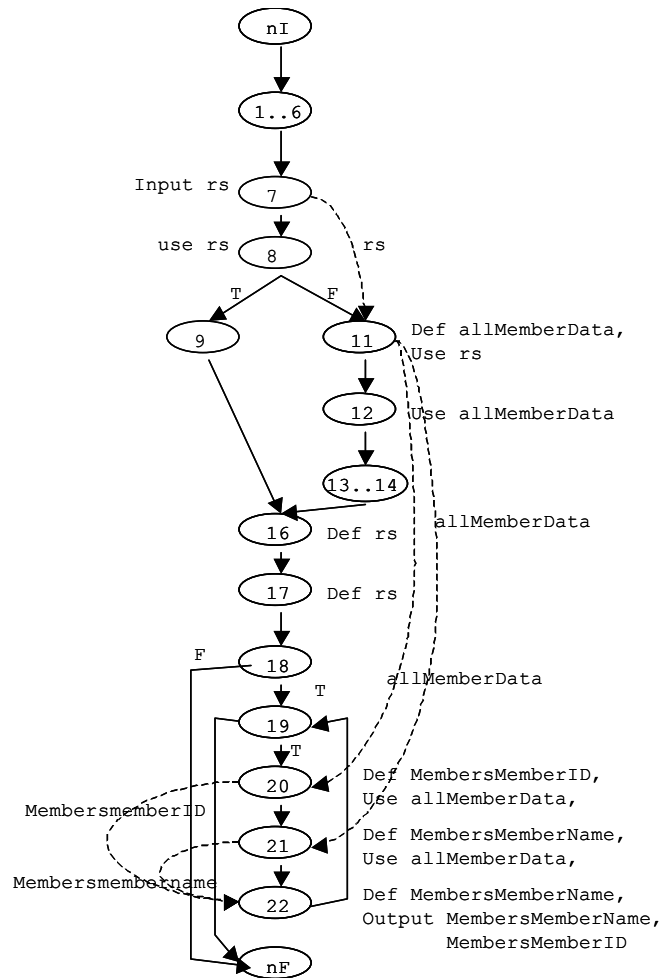 nI
1..6
Input rs
7
use rs
8
rs
T
F
9
11
Def allMemberData,
Use rs
12
Use allMemberData
13..14
allMemberData
16
Def rs
17
Def rs
F
18
allMemberData
T
19
T
20
Def MembersMemberID,
Use allMemberData,
MembersmemberID
21
Def MembersMemberName,
Use allMemberData,
Membersmembername
22
Def MembersMemberName,
Output MembersMemberName,
MembersMemberID
nF